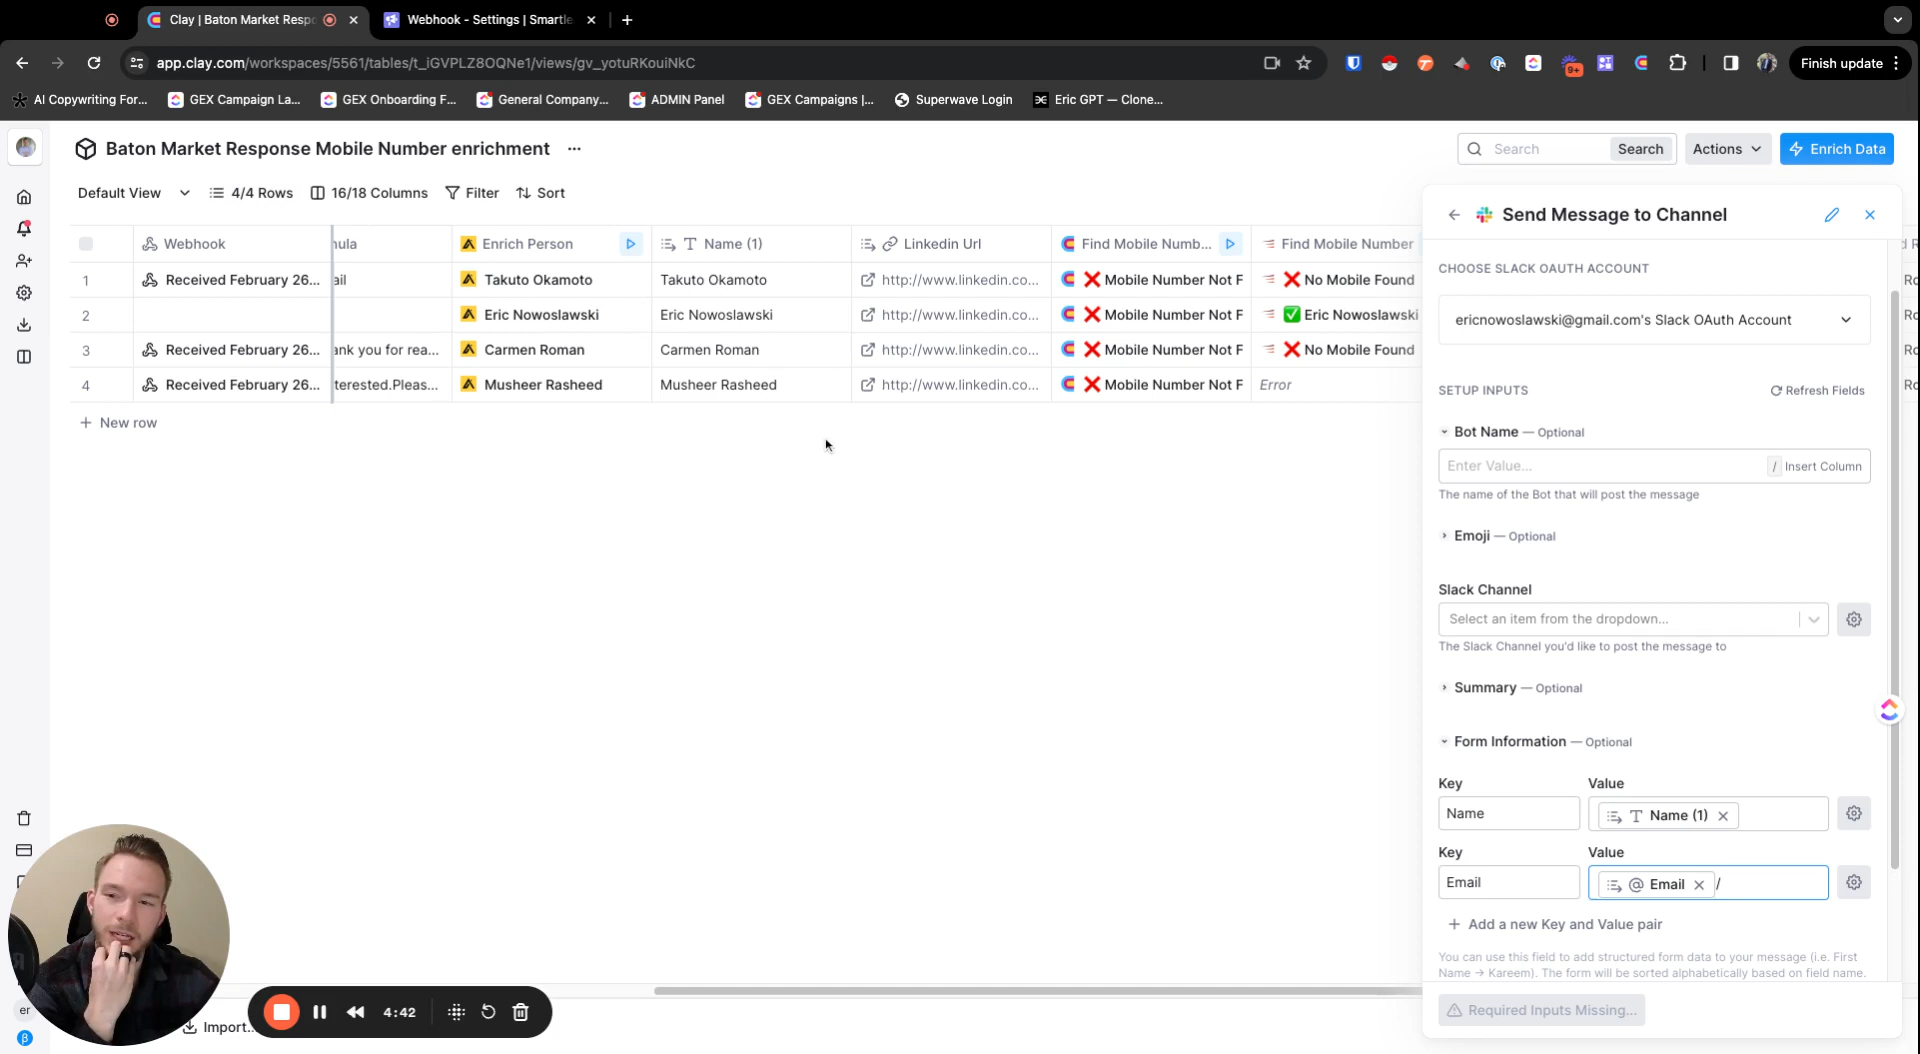 Clay | Baton Market Respo
Webhook - Settings | Smartle
app.clay.com/workspaces/5561/tables/t_iGVPLZ8OQNe1/views/gv_yotuRKouiNkC
9+
Finish update
AI Copywriting For...
GEX Campaign La...
GEX Onboarding F...
General Company...
ADMIN Panel
GEX Campaigns |...
Superwave Login
Eric GPT — Clone...
Baton Market Response Mobile Number enrichment
Search
Search
Actions
Enrich Data
Default View
4/4 Rows
16/18 Columns
Filter
Sort
Webhook
nula
Enrich Person
Name (1)
Linkedin Url
Find Mobile Numb...
Find Mobile Number
1
Received February 26...
ail
Takuto Okamoto
Takuto Okamoto
http://www.linkedin.co...
Mobile Number Not F
No Mobile Found
2
Eric Nowoslawski
Eric Nowoslawski
http://www.linkedin.co...
Mobile Number Not F
Eric Nowoslawski
3
Received February 26...
ank you for rea...
Carmen Roman
Carmen Roman
http://www.linkedin.co...
Mobile Number Not F
No Mobile Found
4
Received February 26...
terested.Pleas...
Musheer Rasheed
Musheer Rasheed
http://www.linkedin.co...
Mobile Number Not F
Error
New row
Send Message to Channel
CHOOSE SLACK OAUTH ACCOUNT
ericnowoslawski@gmail.com's Slack OAuth Account
SETUP INPUTS
Refresh Fields
Bot Name — Optional
Enter Value...
/ Insert Column
The name of the Bot that will post the message
Emoji — Optional
Slack Channel
Select an item from the dropdown...
The Slack Channel you'd like to post the message to
Summary — Optional
Form Information — Optional
Key
Value
Name
Name (1)
Key
Value
Email
Email /
+ Add a new Key and Value pair
You can use this field to add structured form data to your message (i.e. First
Name → Kareem). The form will be sorted alphabetically based on field name.
Required Inputs Missing...
er
β
4:42
Import...